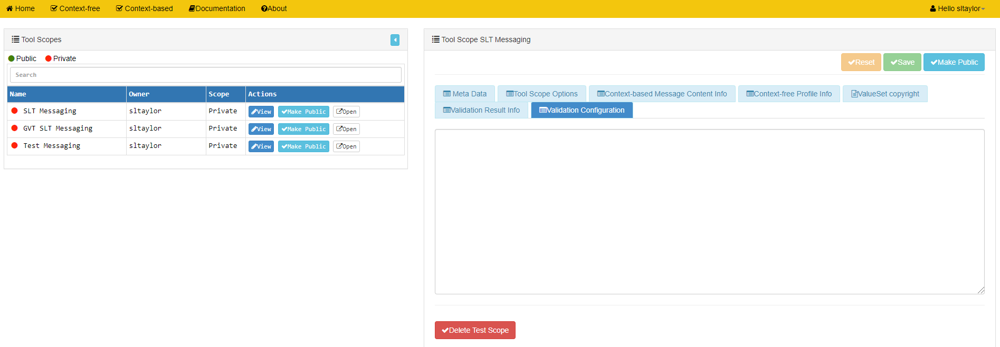 Home Context-free Context-based Documentation About Hello sltaylor
Tool Scopes
Public Private
Search
Name Owner Scope Actions
SLT Messaging sltaylor Private View Make Public Open
GVT SLT Messaging sltaylor Private View Make Public Open
Test Messaging sltaylor Private View Make Public Open
Tool Scope SLT Messaging
Reset Save Make Public
Meta Data Tool Scope Options Context-based Message Content Info Context-free Profile Info ValueSet copyright
Validation Result Info Validation Configuration
Delete Test Scope